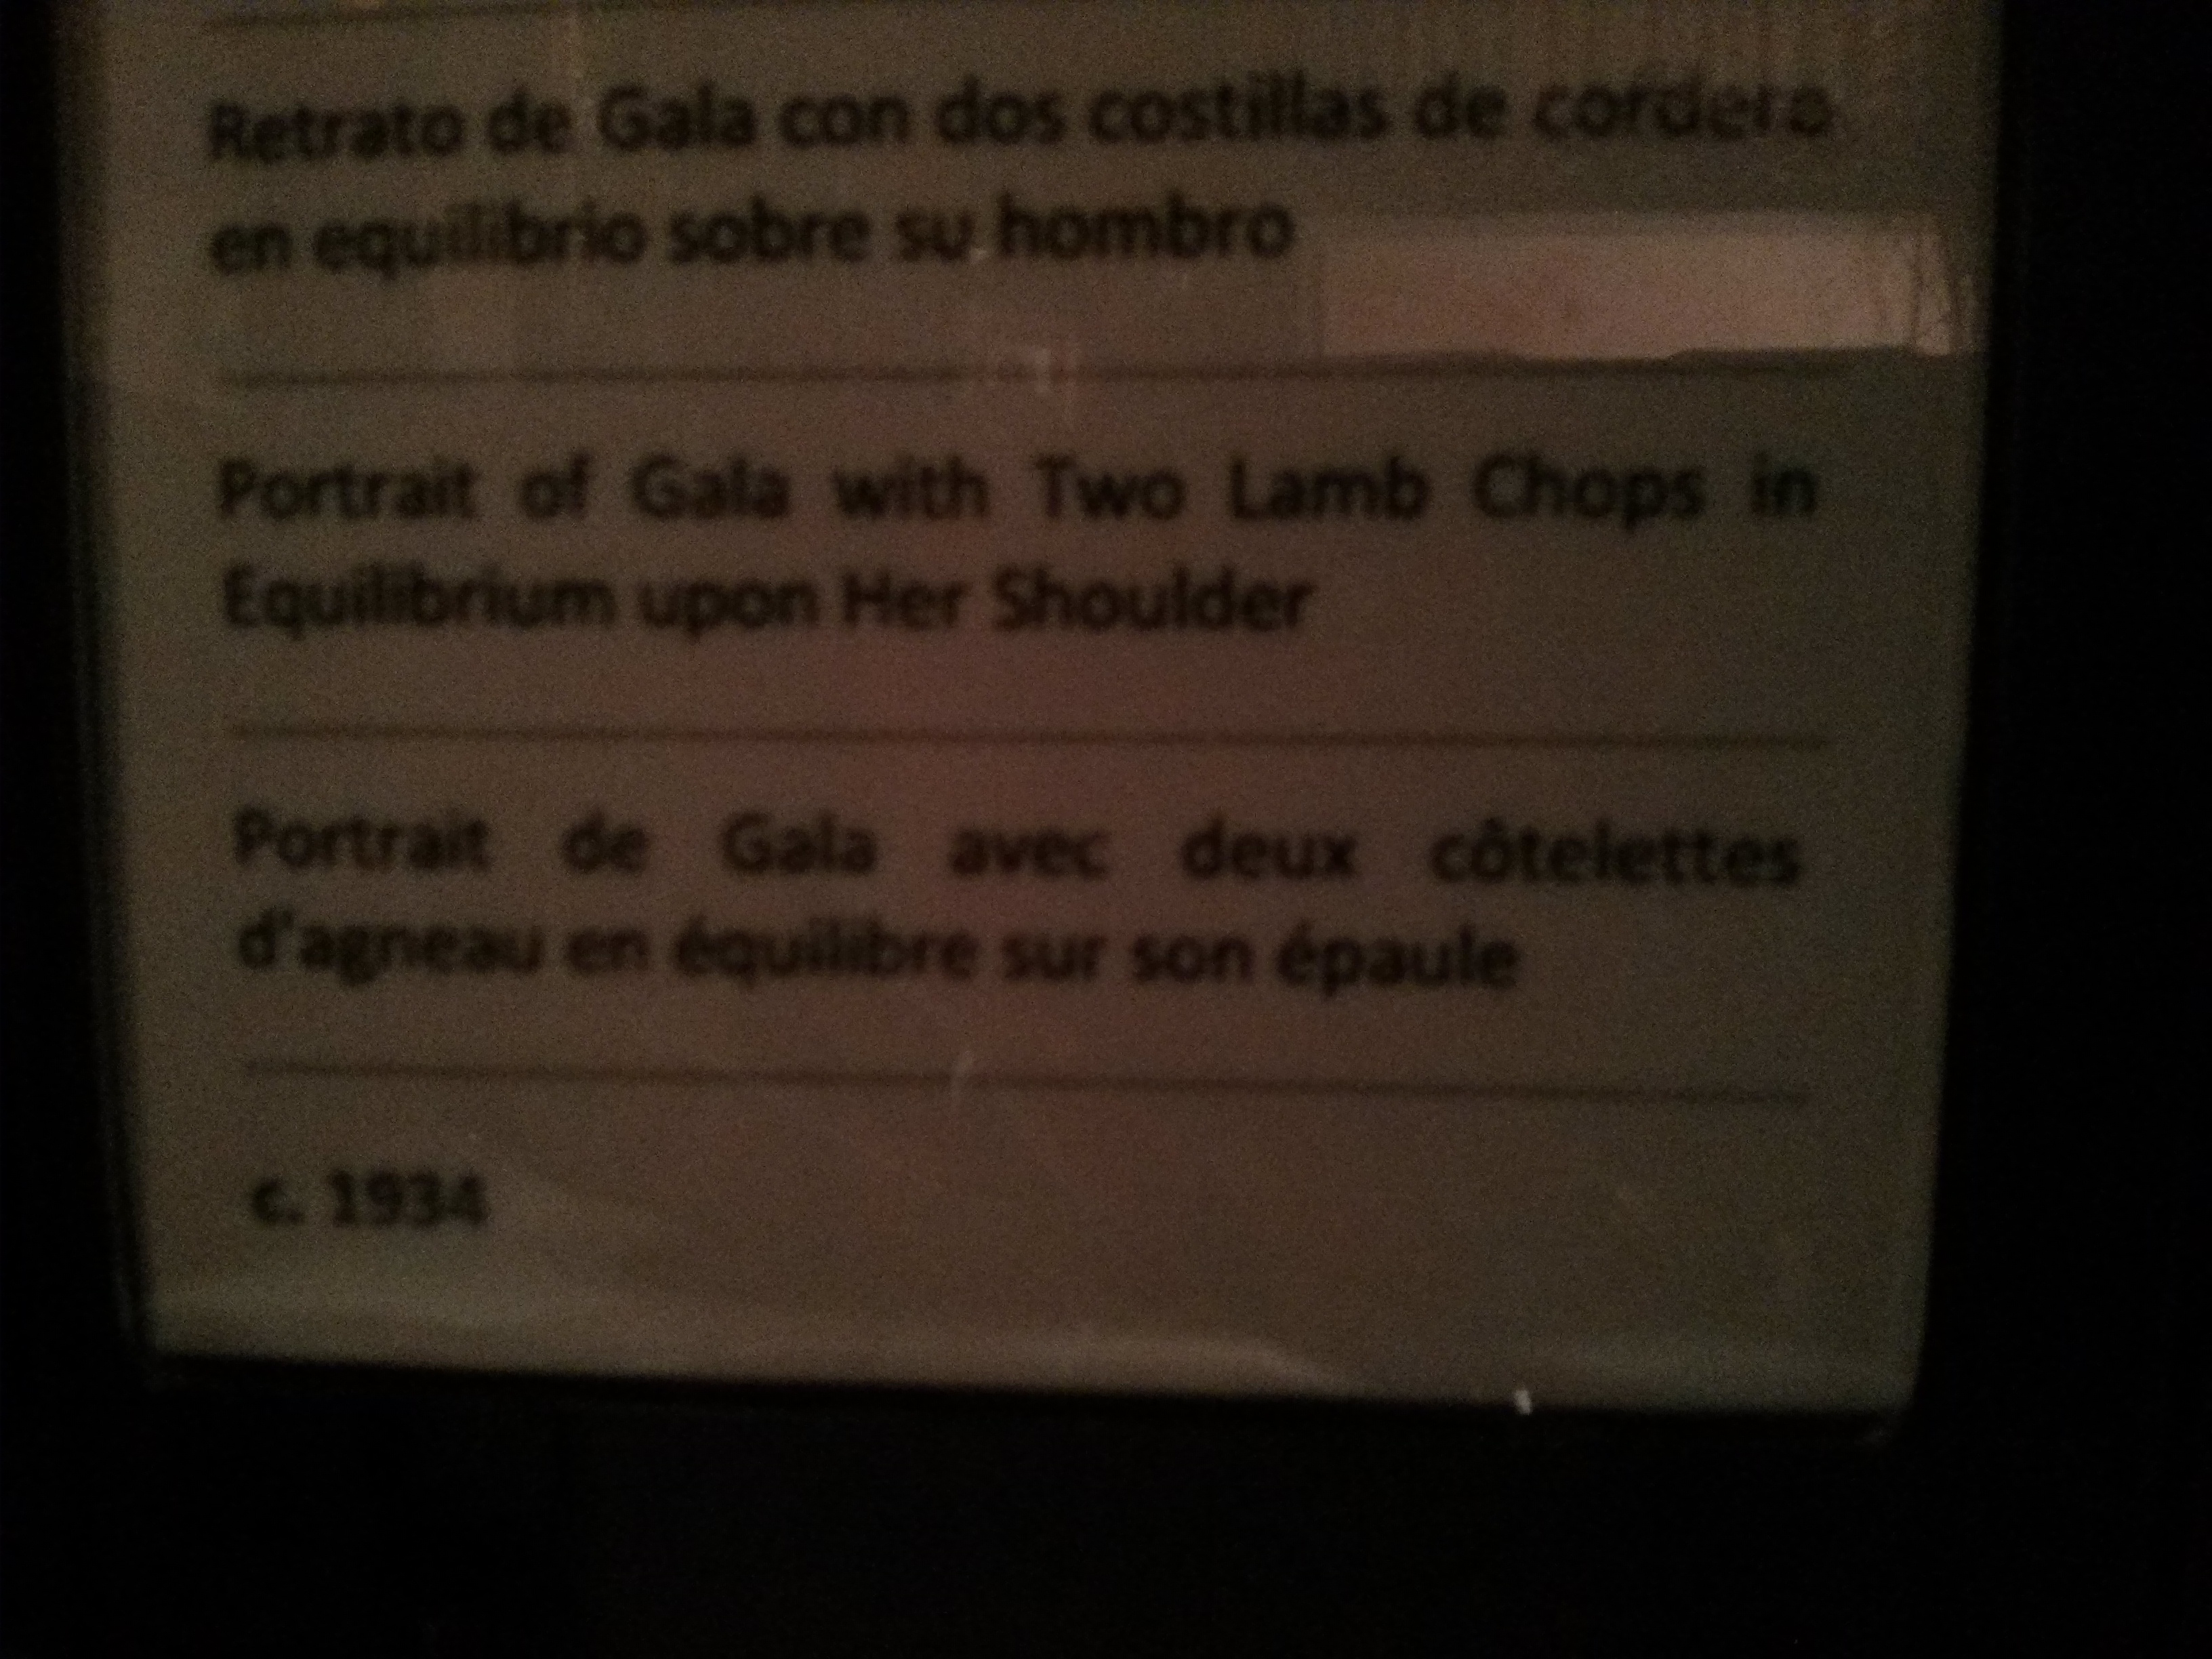 Retrato de Gala con dos costillas de cordero
en equilibrio sobre su hombro
Portrait of Gala with Two Lamb Chops in
Equilibrium upon Her Shoulder
Portrait de Gala avec deux côtelettes
d'agneau en équilibre sur son épaule
c. 1934